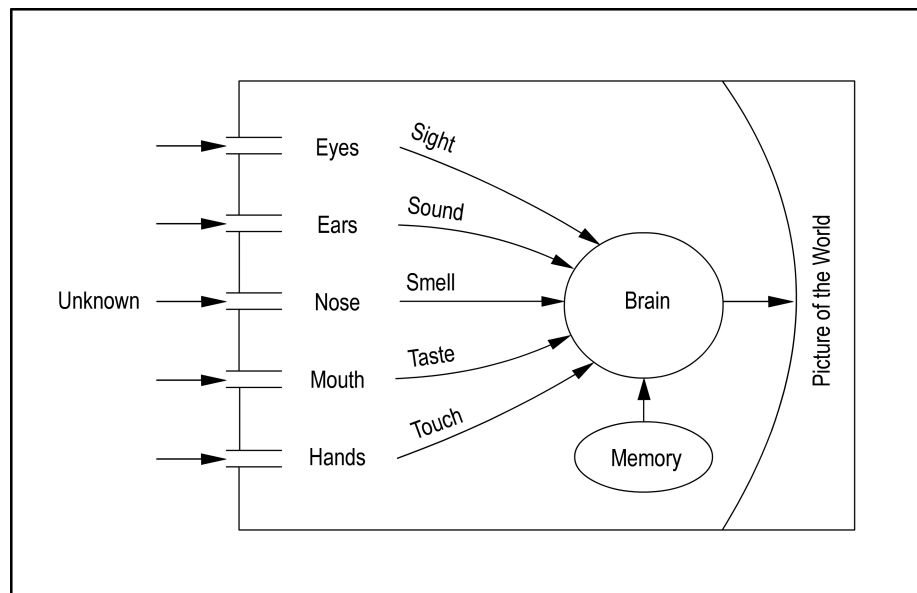 Eyes
Sight
Ears
Sound
Unknown
Nose
Smell
Brain
Picture of the World
Mouth
Taste
Hands
Touch
Memory